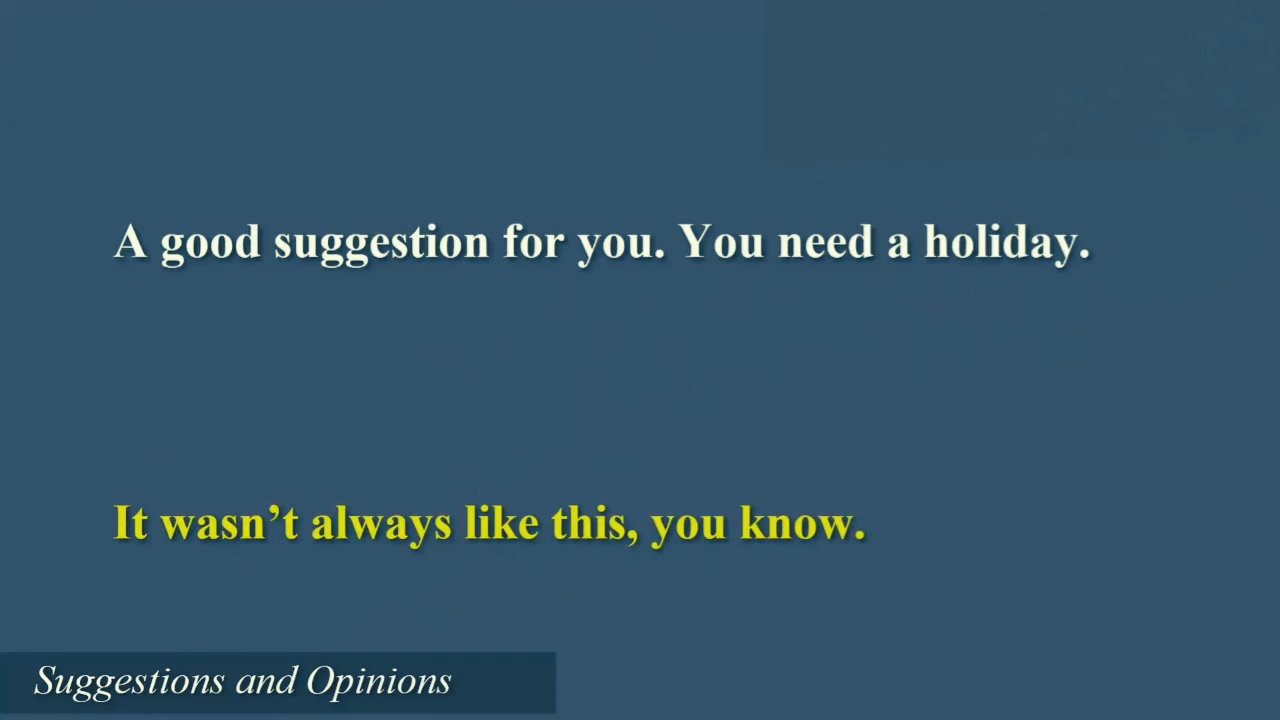 A good suggestion for you. You need a holiday.
It wasn’t always like this, you know.
Suggestions and Opinions